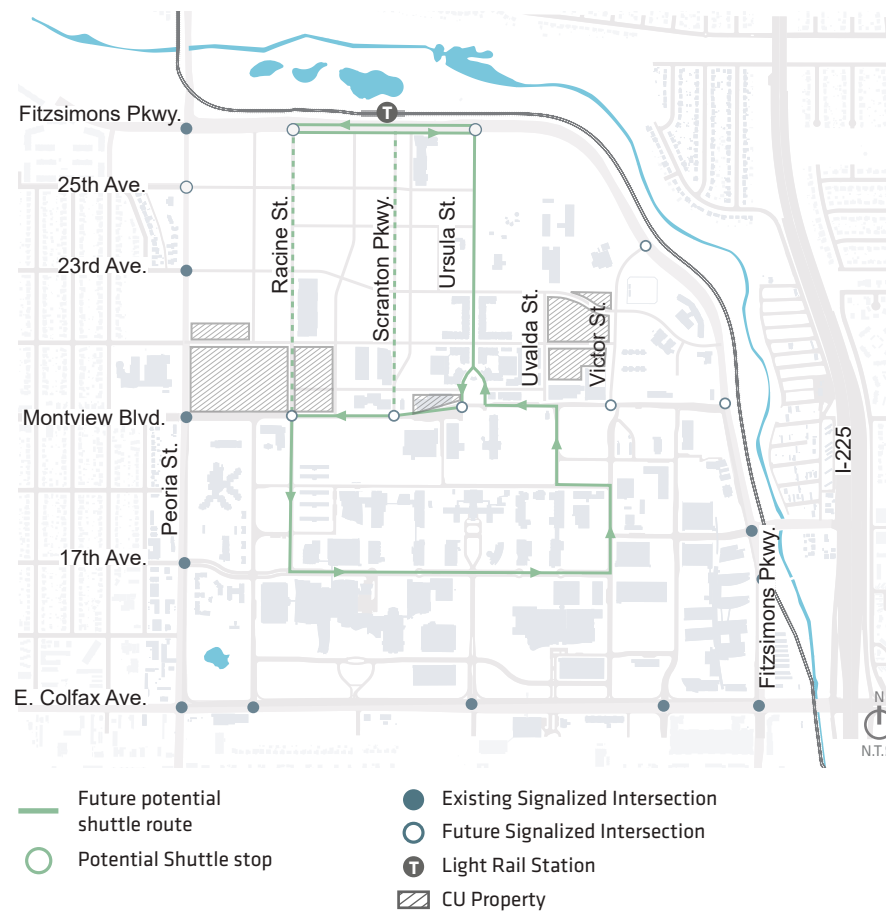 Fitzsimons Pkwy.
T
25th Ave.
Racine St.
Scranton Pkwy.
Ursula St.
23rd Ave.
Uvalda St.
Victor St.
Montview Blvd.
Peoria St.
I-225
17th Ave.
Fitzsimons Pkwy.
E. Colfax Ave.
N
N.T.
Future potential
shuttle route
Potential Shuttle stop
Existing Signalized Intersection
Future Signalized Intersection
T Light Rail Station
CU Property